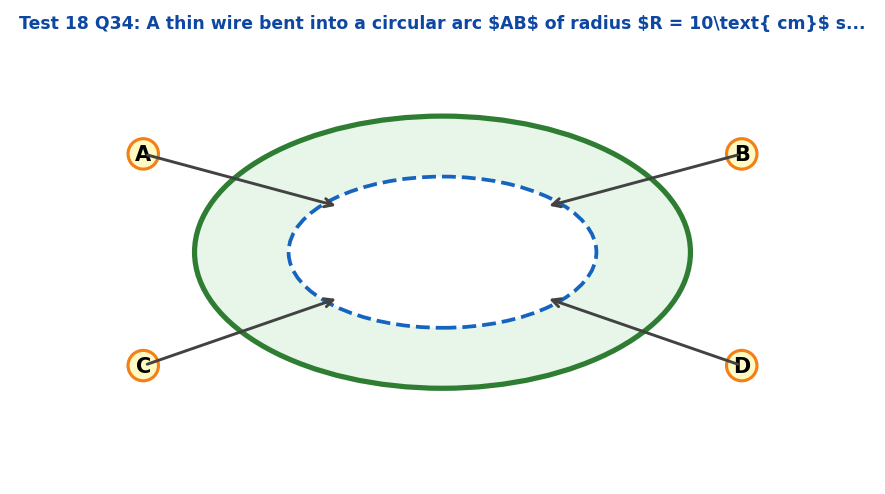 Test 18 Q34: A thin wire bent into a circular arc $AB$ of radius $R = 10\text{ cm}$ s...
A
B
C
D